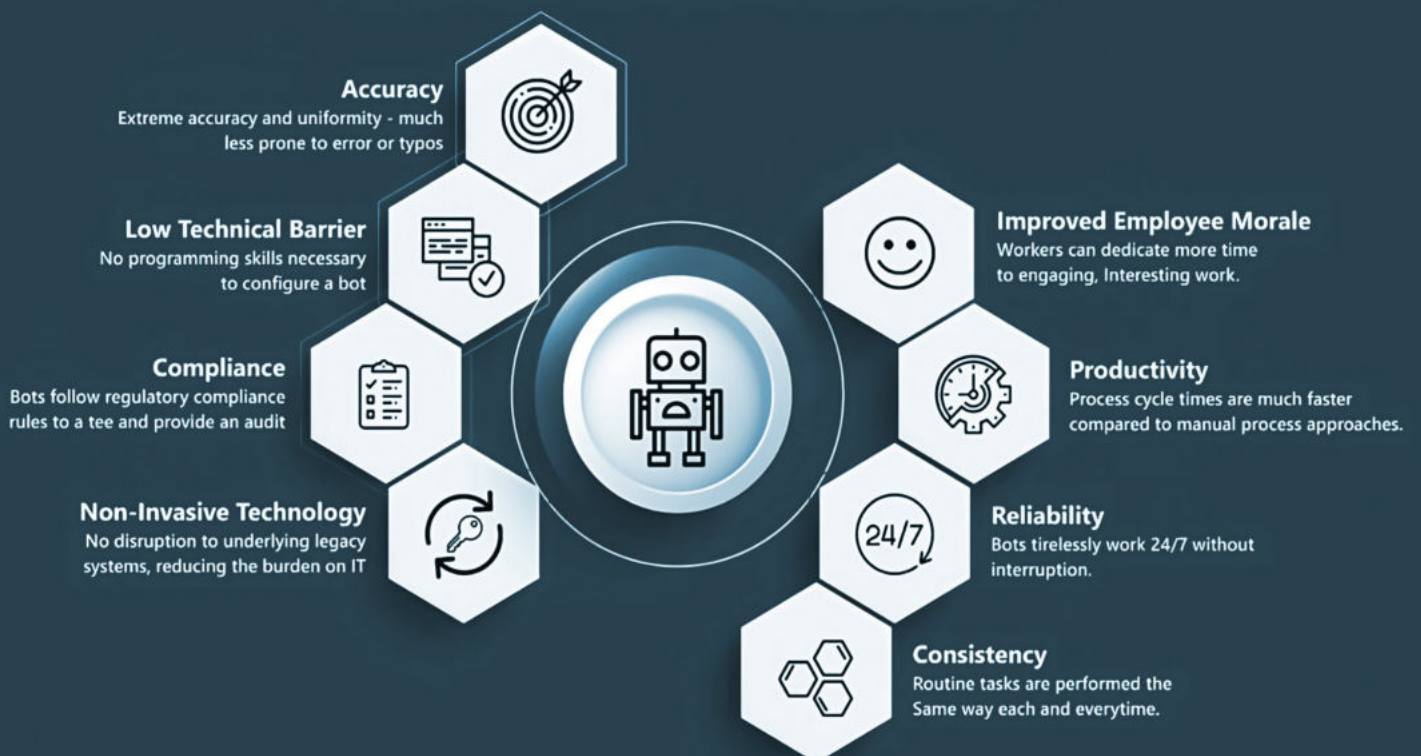 Accuracy
Extreme accuracy and uniformity - much
less prone to error or typos
Low Technical Barrier
No programming skills necessary
to configure a bot
Compliance
Bots follow regulatory compliance
rules to a tee and provide an audit
Non-Invasive Technology
No disruption to underlying legacy
systems, reducing the burden on IT
Improved Employee Morale
Workers can dedicate more time
to engaging, Interesting work.
Productivity
Process cycle times are much faster
compared to manual process approaches.
24/7
Reliability
Bots tirelessly work 24/7 without
interruption.
Consistency
Routine tasks are performed the
Same way each and everytime.